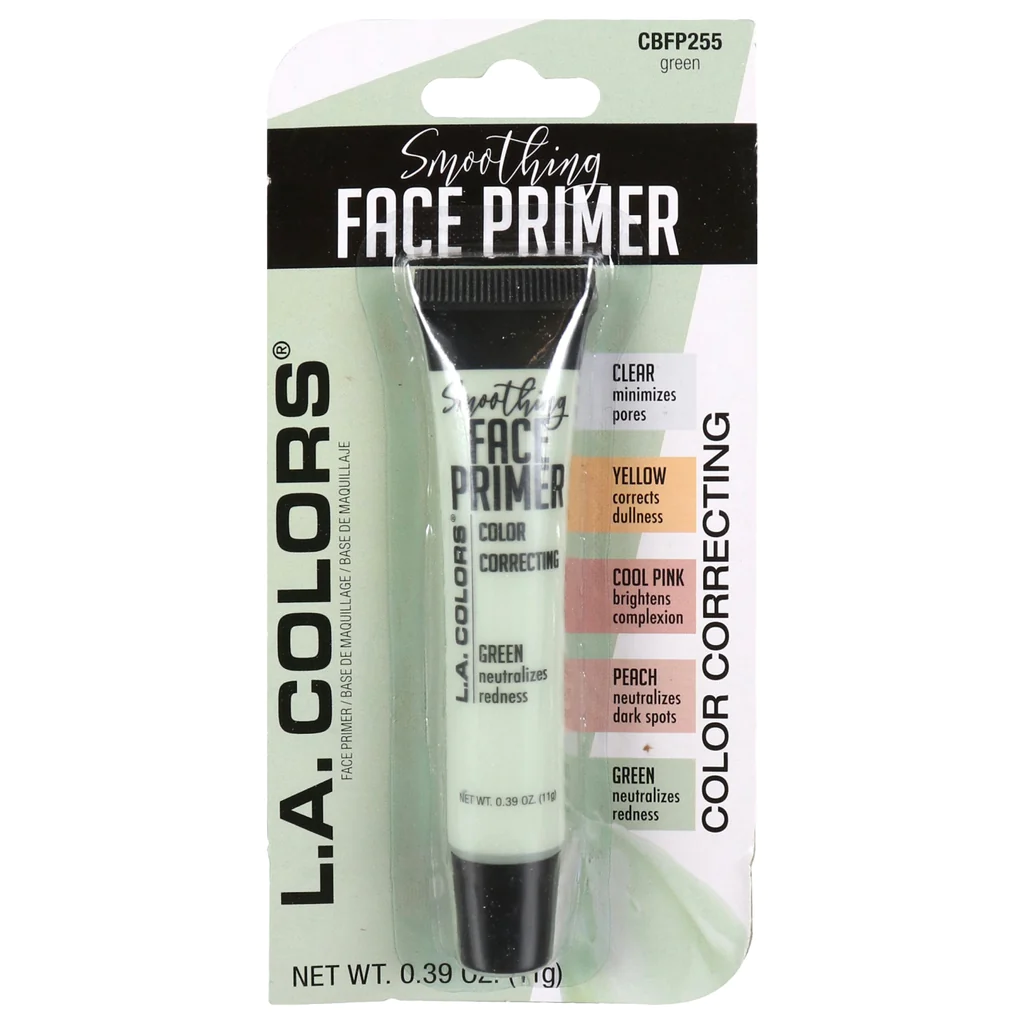 CBFP255
green
Smoothing
FACE PRIMER
L.A. COLORS®
FACE PRIMER / BASE DE MAQUILLAGE / BASE DE MAQUILLAJE
Smoothing
FACE
PRIMER
L.A. COLORS®
COLOR
CORRECTING
GREEN
neutralizes
redness
NET WT. 0.39 OZ. (11g)
CLEAR
minimizes
pores
YELLOW
corrects
dullness
COOL PINK
brightens
complexion
PEACH
neutralizes
dark spots
GREEN
neutralizes
redness
COLOR CORRECTING
NET WT. 0.39 OZ. (11g)